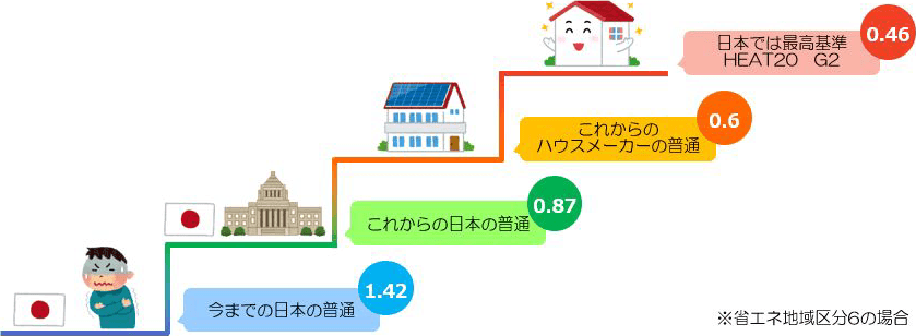 0.46
日本では最高基準
HEAT20 G2
0.6
これからの
ハウスメーカーの普通
0.87
これからの日本の普通
1.42
今までの日本の普通
※省エネ地域区分6の場合